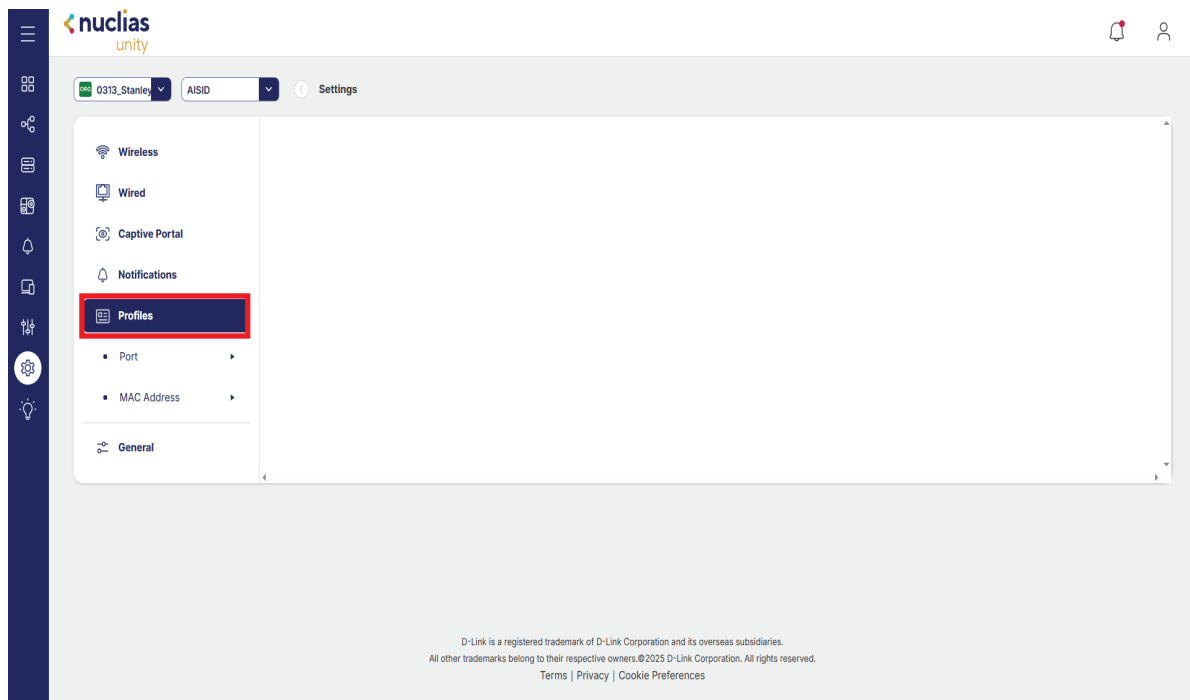 nuclias
unity
ORG 0313_Stanley AISID Settings
Wireless
Wired
Captive Portal
Notifications
Profiles
Port
MAC Address
General
D-Link is a registered trademark of D-Link Corporation and its overseas subsidiaries.
All other trademarks belong to their respective owners.©2025 D-Link Corporation. All rights reserved.
Terms | Privacy | Cookie Preferences